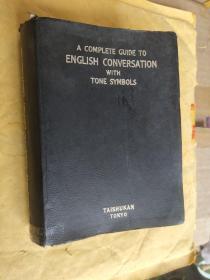 A COMPLETE GUIDE TO
ENGLISH CONVERSATION
WITH
TONE SYMBOLS
TAISHUKAN
TOKYO